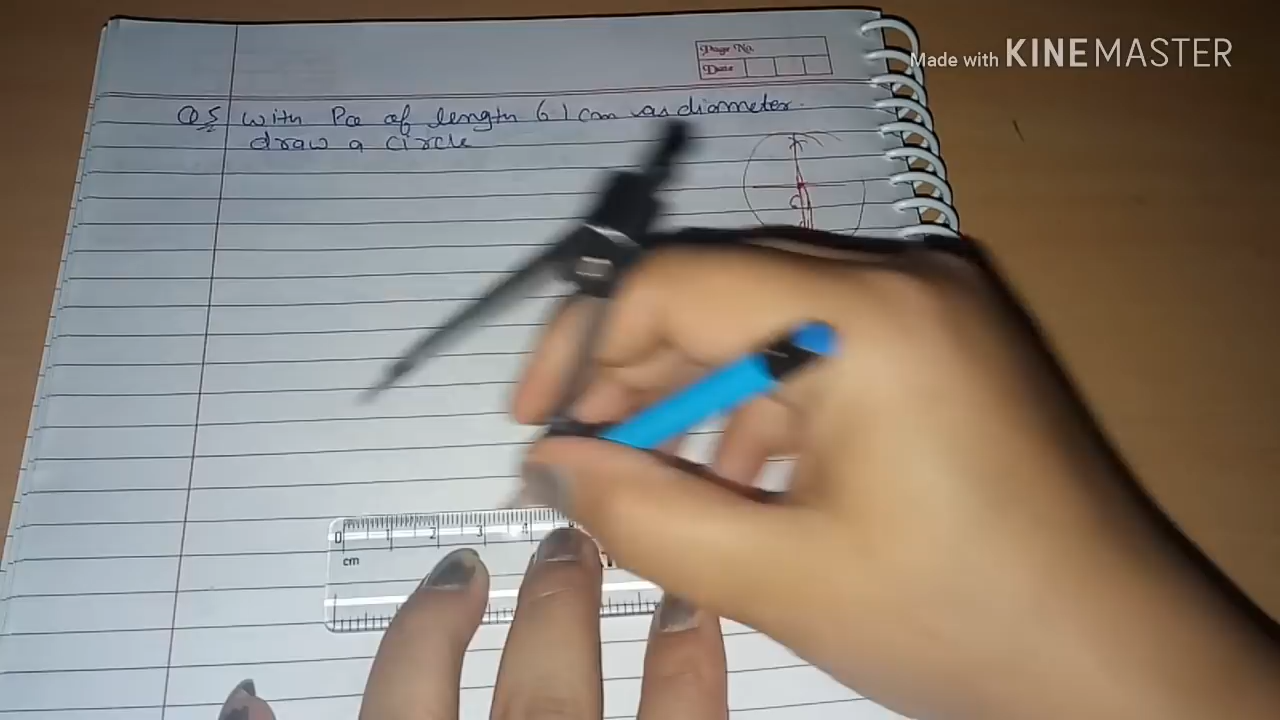 Made with KINEMASTER
Page No.
Date
Q5 With PQ of length 6.1 cm as diameter.
draw a circle
C
0 1 2 3 4
cm